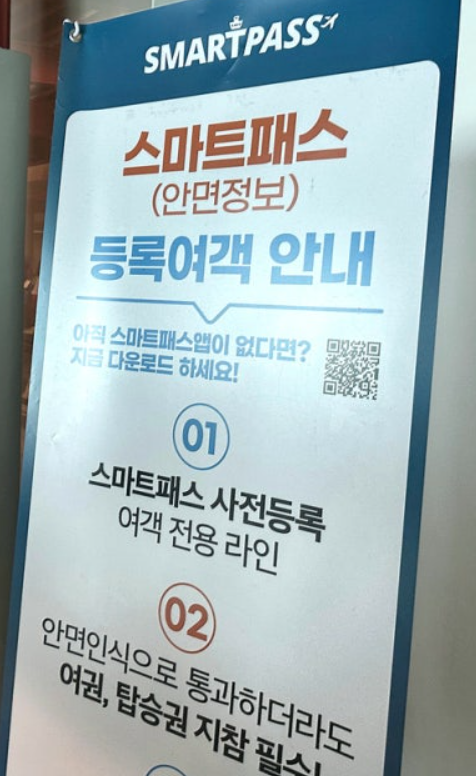 SMARTPASS
스마트패스
(안면정보)
등록여객 안내
아직 스마트패스앱이 없다면?
지금 다운로드 하세요!
01
스마트패스 사전등록
여객 전용 라인
02
안면인식으로 통과하더라도
여권, 탑승권 지참 필수!